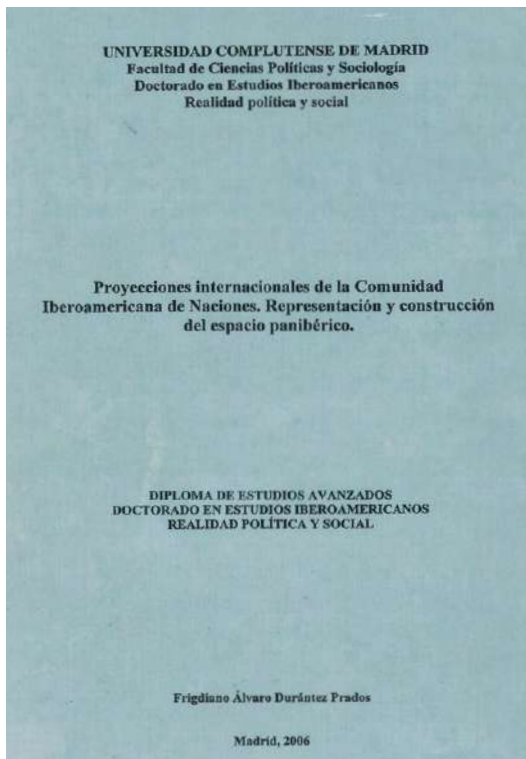 UNIVERSIDAD COMPLUTENSE DE MADRID
Facultad de Ciencias Políticas y Sociología
Doctorado en Estudios Iberoamericanos
Realidad política y social
Proyecciones internacionales de la Comunidad
Iberoamericana de Naciones. Representación y construcción
del espacio panibérico.
DIPLOMA DE ESTUDIOS AVANZADOS
DOCTORADO EN ESTUDIOS IBEROAMERICANOS
REALIDAD POLÍTICA Y SOCIAL
Frigdiano Álvaro Durántez Prados
Madrid, 2006